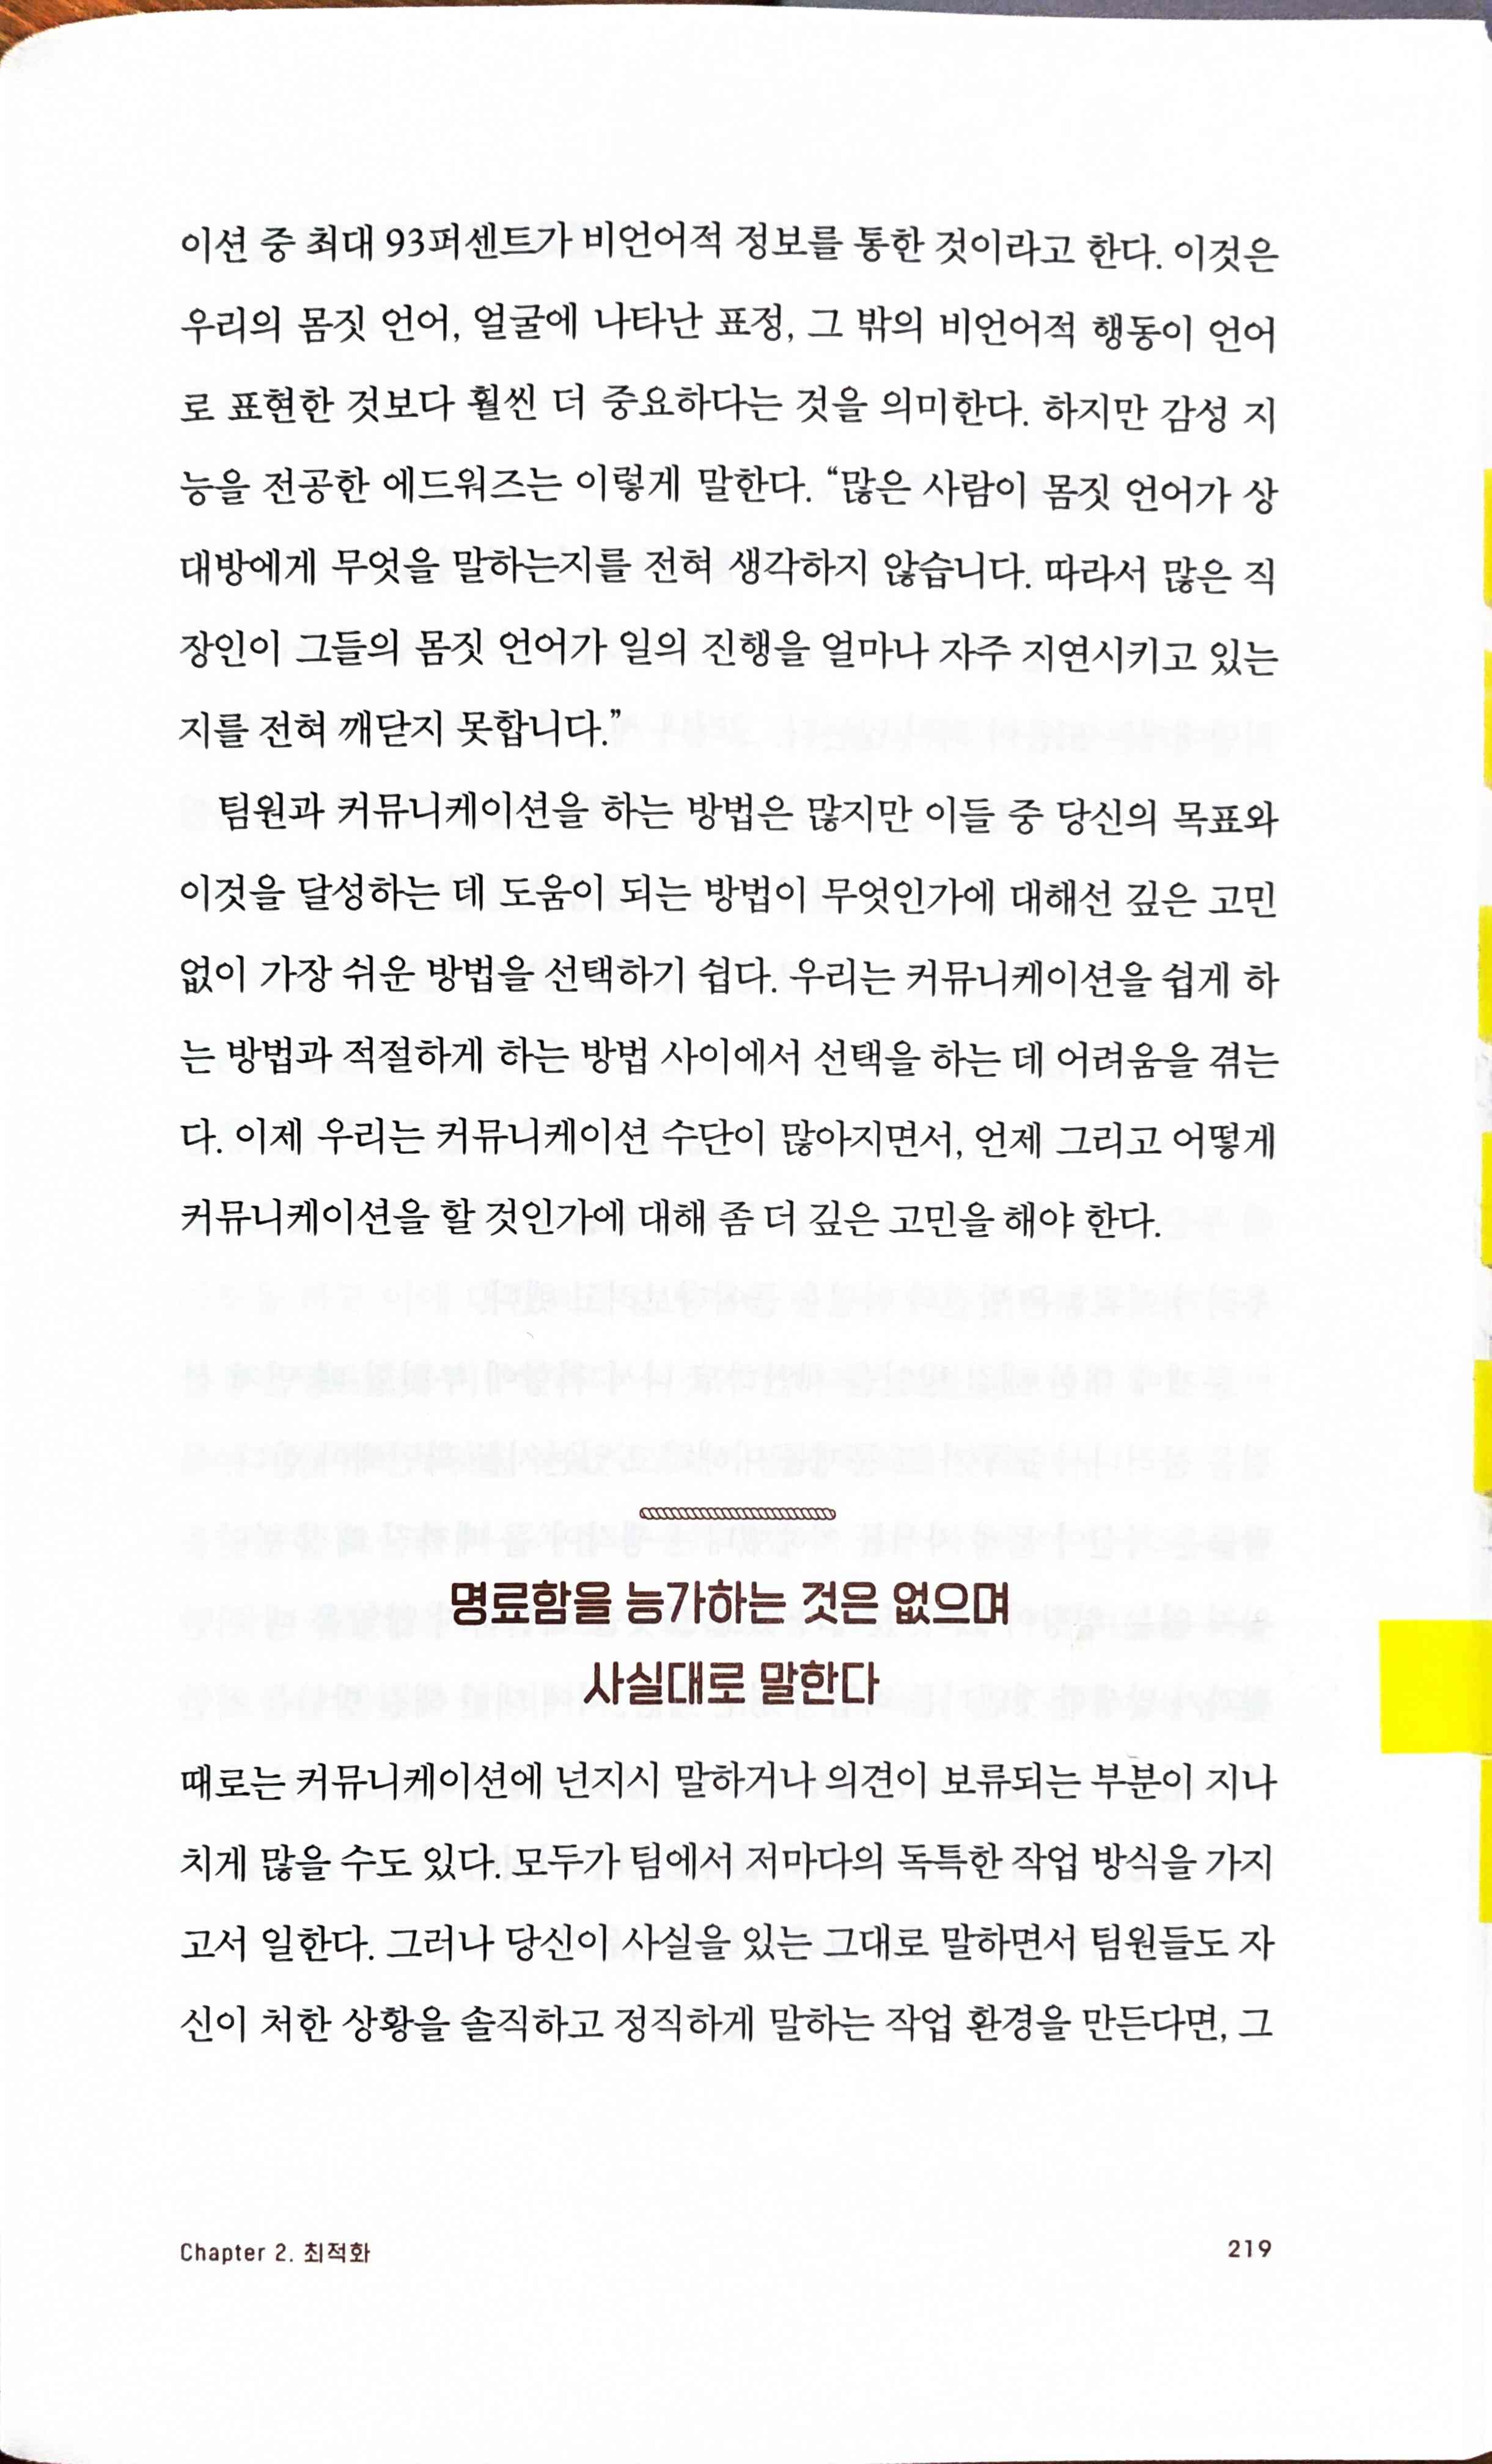 이션 중 최대 93퍼센트가 비언어적 정보를 통한 것이라고 한다. 이것은
우리의 몸짓 언어, 얼굴에 나타난 표정, 그 밖의 비언어적 행동이 언어
로 표현한 것보다 훨씬 더 중요하다는 것을 의미한다. 하지만 감성 지
능을 전공한 에드워즈는 이렇게 말한다. “많은 사람이 몸짓 언어가 상
대방에게 무엇을 말하는지를 전혀 생각하지 않습니다. 따라서 많은 직
장인이 그들의 몸짓 언어가 일의 진행을 얼마나 자주 지연시키고 있는
지를 전혀 깨닫지 못합니다.”
팀원과 커뮤니케이션을 하는 방법은 많지만 이들 중 당신의 목표와
이것을 달성하는 데 도움이 되는 방법이 무엇인가에 대해선 깊은 고민
없이 가장 쉬운 방법을 선택하기 쉽다. 우리는 커뮤니케이션을 쉽게 하
는 방법과 적절하게 하는 방법 사이에서 선택을 하는 데 어려움을 겪는
다. 이제 우리는 커뮤니케이션 수단이 많아지면서, 언제 그리고 어떻게
커뮤니케이션을 할 것인가에 대해 좀 더 깊은 고민을 해야 한다.
명료함을 능가하는 것은 없으며
사실대로 말한다
때로는 커뮤니케이션에 넌지시 말하거나 의견이 보류되는 부분이 지나
치게 많을 수도 있다. 모두가 팀에서 저마다의 독특한 작업 방식을 가지
고서 일한다. 그러나 당신이 사실을 있는 그대로 말하면서 팀원들도 자
신이 처한 상황을 솔직하고 정직하게 말하는 작업 환경을 만든다면, 그
Chapter 2. 최적화
219